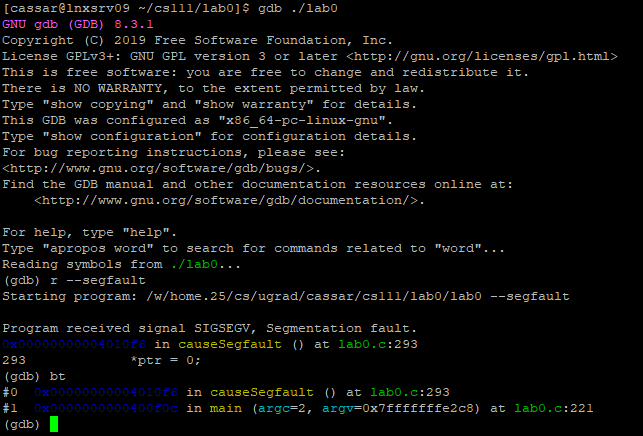 [cassar@lnxsrv09 ~/cs111/lab0]$ gdb ./lab0
GNU gdb (GDB) 8.3.1
Copyright (C) 2019 Free Software Foundation, Inc.
License GPLv3+: GNU GPL version 3 or later <http://gnu.org/licenses/gpl.html>
This is free software: you are free to change and redistribute it.
There is NO WARRANTY, to the extent permitted by law.
Type "show copying" and "show warranty" for details.
This GDB was configured as "x86_64-pc-linux-gnu".
Type "show configuration" for configuration details.
For bug reporting instructions, please see:
<http://www.gnu.org/software/gdb/bugs/>.
Find the GDB manual and other documentation resources online at:
    <http://www.gnu.org/software/gdb/documentation/>.

For help, type "help".
Type "apropos word" to search for commands related to "word"...
Reading symbols from ./lab0...
(gdb) r --segfault
Starting program: /w/home.25/cs/ugrad/cassar/cs111/lab0/lab0 --segfault

Program received signal SIGSEGV, Segmentation fault.
0x00000000004010f8 in causeSegfault () at lab0.c:293
293             *ptr = 0;
(gdb) bt
#0  0x00000000004010f8 in causeSegfault () at lab0.c:293
#1  0x0000000000400f0c in main (argc=2, argv=0x7fffffffe2c8) at lab0.c:221
(gdb)